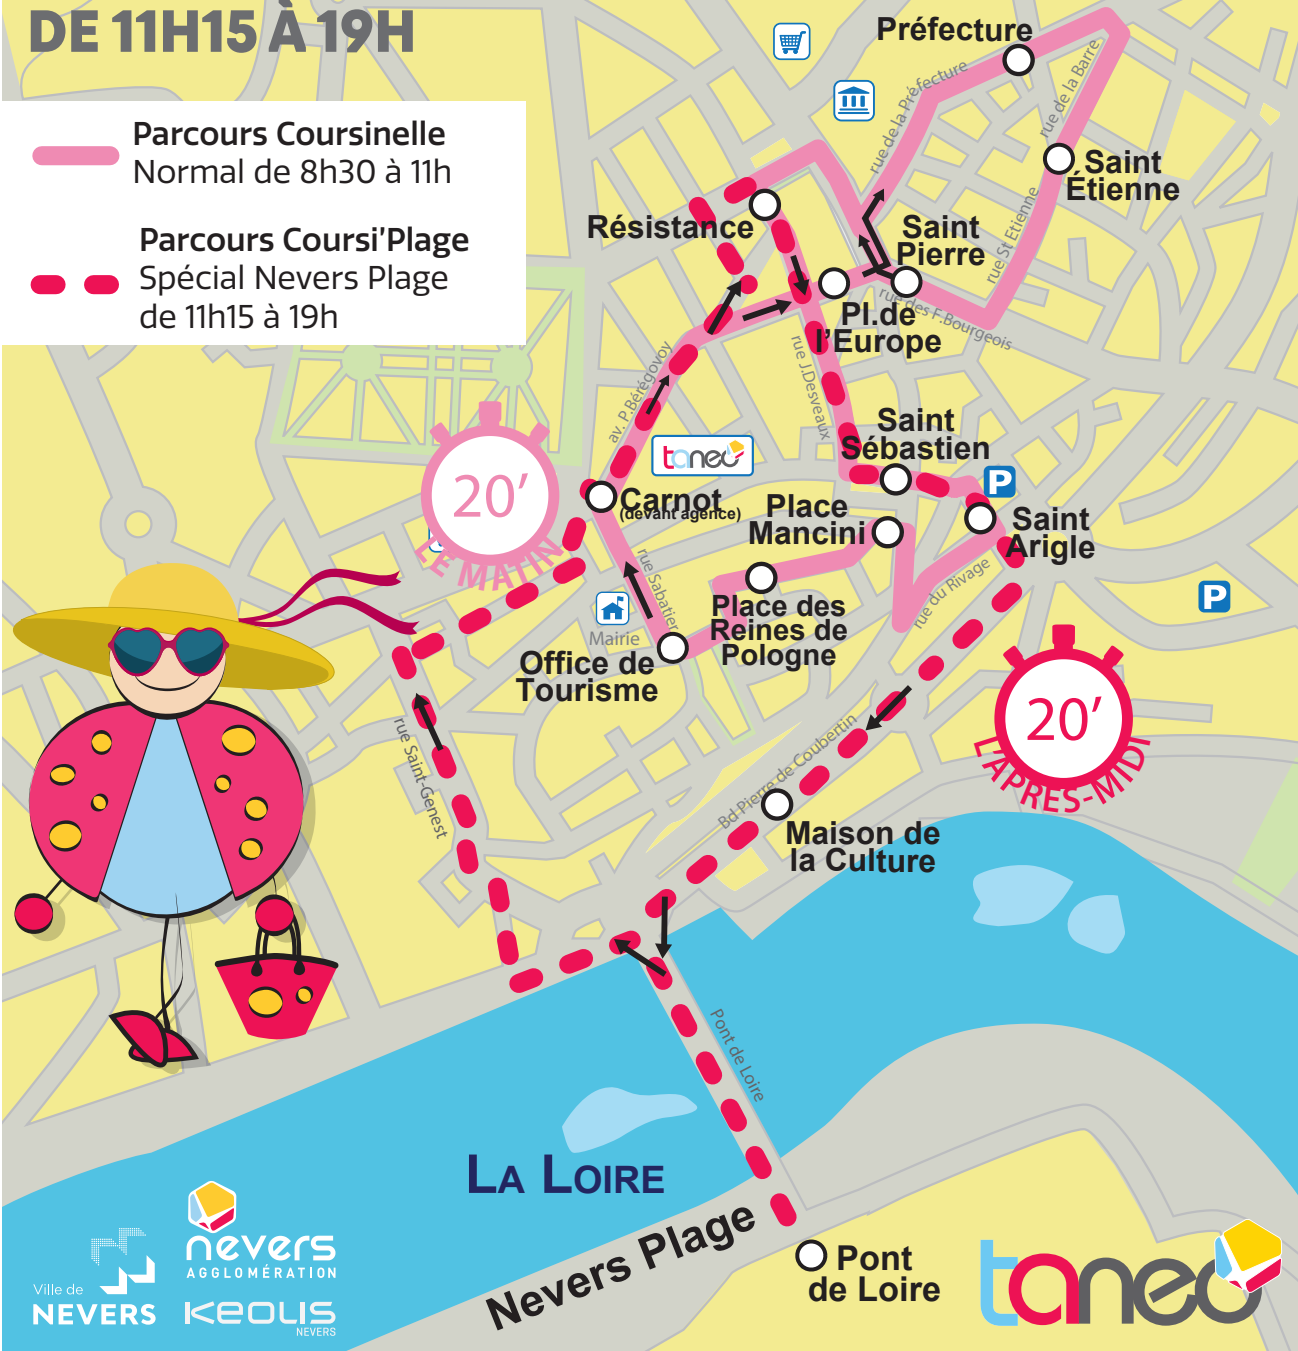 DE 11H15 À 19H
Parcours Coursinelle
Normal de 8h30 à 11h
Parcours Coursi'Plage
Spécial Nevers Plage
de 11h15 à 19h
Préfecture
rue de la Préfecture
rue de la Barre
Saint
Étienne
rue St Etienne
Résistance
Saint
Pierre
Pl.de
l'Europe
rue des F.Bourgeois
rue J.Desveaux
av. P.Bérégovoy
taneo
Saint
Sébastien
P
20'
LE MATIN
Carnot
(devant agence)
Place
Mancini
Saint
Arigle
rue Sabatier
rue du Rivage
P
Mairie
Place des
Reines de
Pologne
Office de
Tourisme
20'
L'APRÈS-MIDI
rue Saint-Genest
Bd Pierre de Coubertin
Maison de
la Culture
Pont de Loire
LA LOIRE
Nevers Plage
Pont
de Loire
Ville de
NEVERS
nevers
AGGLOMÉRATION
KEOLIS
NEVERS
taneo